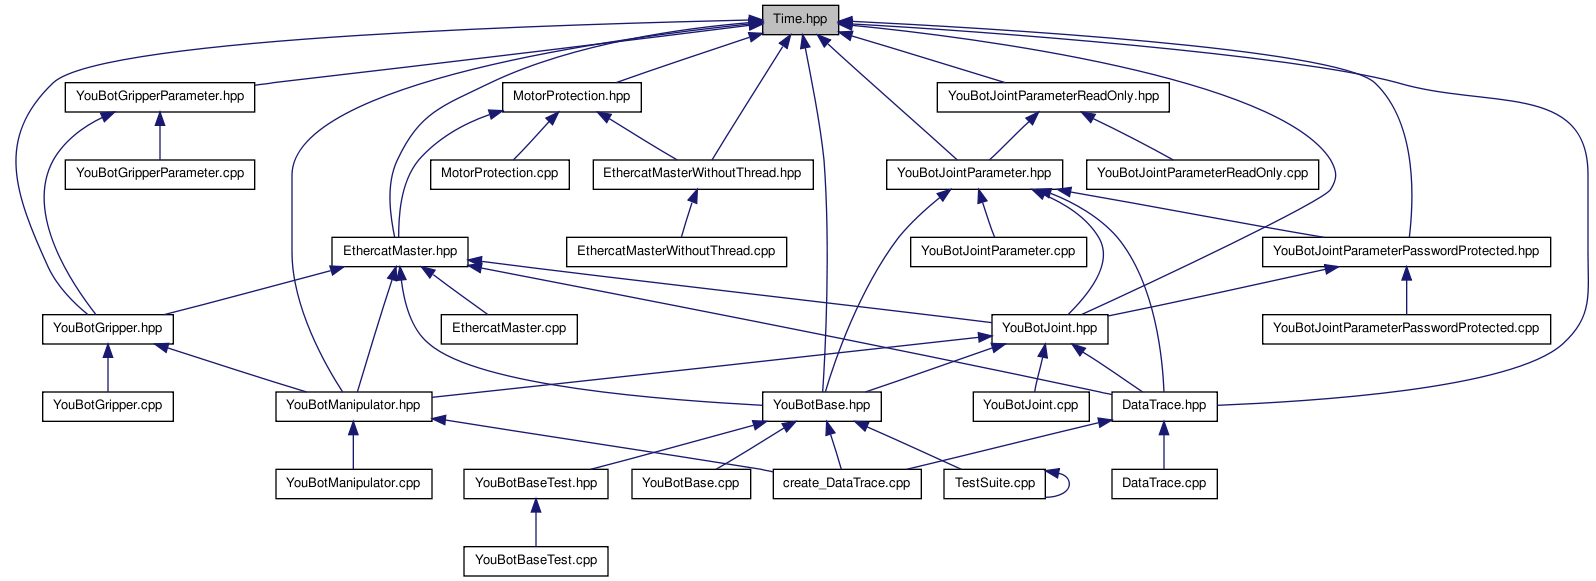 Time.hpp
YouBotGripperParameter.hpp
MotorProtection.hpp
YouBotJointParameterReadOnly.hpp
YouBotGripperParameter.cpp
MotorProtection.cpp
EthercatMasterWithoutThread.hpp
YouBotJointParameter.hpp
YouBotJointParameterReadOnly.cpp
EthercatMaster.hpp
EthercatMasterWithoutThread.cpp
YouBotJointParameter.cpp
YouBotJointParameterPasswordProtected.hpp
YouBotGripper.hpp
EthercatMaster.cpp
YouBotJoint.hpp
YouBotJointParameterPasswordProtected.cpp
YouBotGripper.cpp
YouBotManipulator.hpp
YouBotBase.hpp
YouBotJoint.cpp
DataTrace.hpp
YouBotManipulator.cpp
YouBotBaseTest.hpp
YouBotBase.cpp
create_DataTrace.cpp
TestSuite.cpp
DataTrace.cpp
YouBotBaseTest.cpp